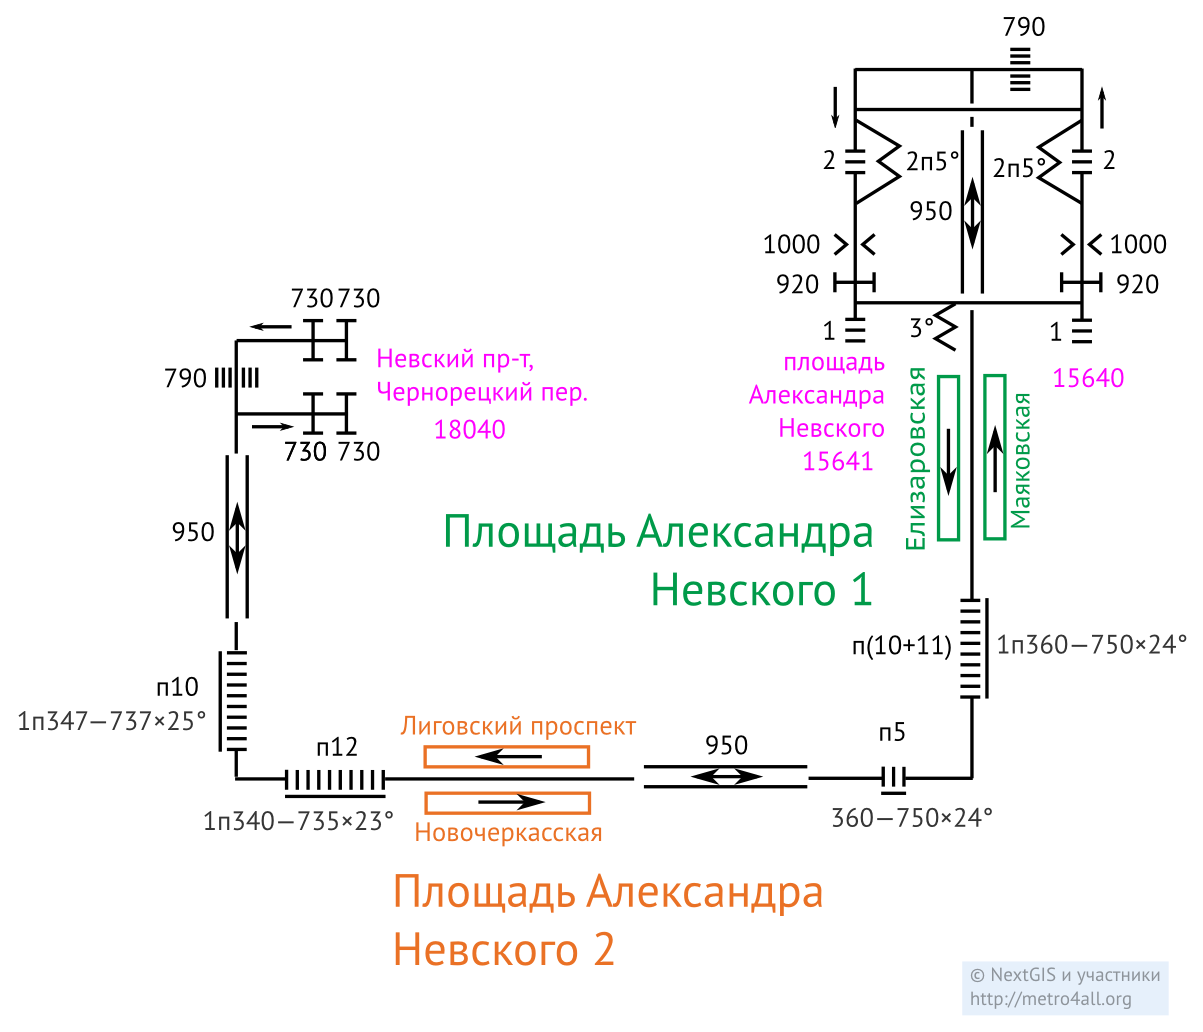 790
2
2п5°
2п5°
2
950
1000
1000
920
920
1
3°
1
730
730
790
Невский пр-т,
Чернорецкий пер.
18040
730
730
площадь
Александра
Невского
15641
15640
Елизаровская
Маяковская
950
Площадь Александра
Невского 1
п(10+11)
1п360—750×24°
п10
1п347—737×25°
п12
1п340—735×23°
Лиговский проспект
Новочеркасская
950
п5
360—750×24°
Площадь Александра
Невского 2
© NextGIS и участники
http://metro4all.org